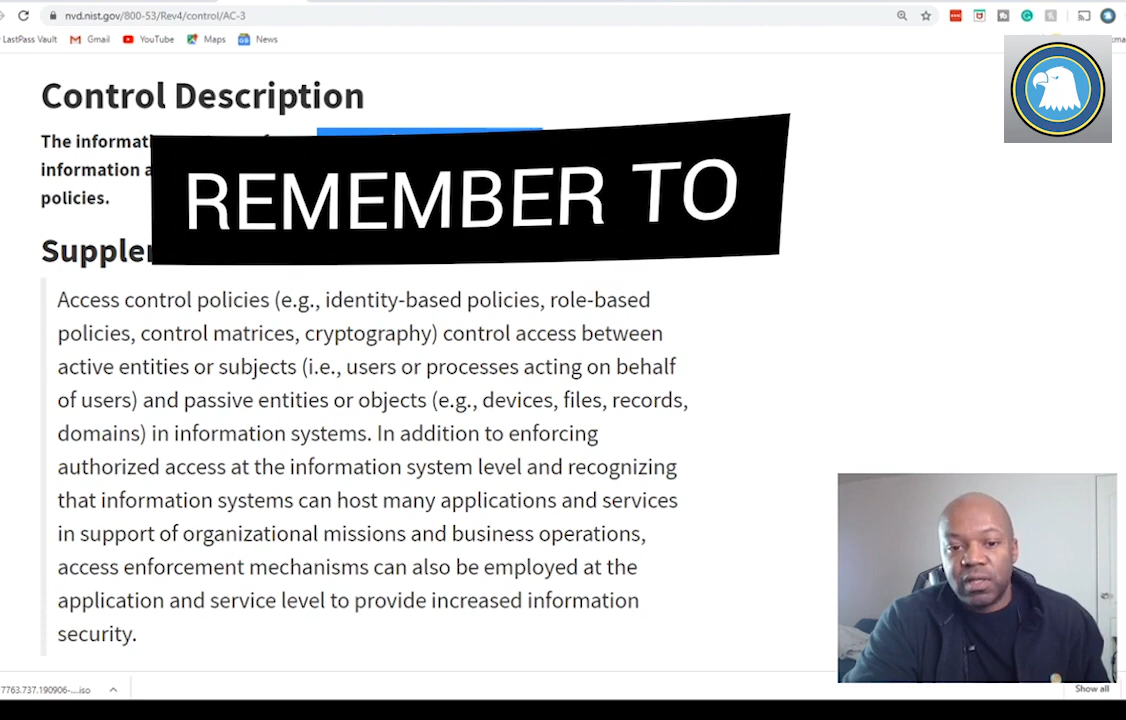 nvd.nist.gov/800-53/Rev4/control/AC-3
LastPass Vault Gmail YouTube Maps News
Control Description
The
information
policies.
REMEMBER TO
Access control policies (e.g., identity-based policies, role-based
policies, control matrices, cryptography) control access between
active entities or subjects (i.e., users or processes acting on behalf
of users) and passive entities or objects (e.g., devices, files, records,
domains) in information systems. In addition to enforcing
authorized access at the information system level and recognizing
that information systems can host many applications and services
in support of organizational missions and business operations,
access enforcement mechanisms can also be employed at the
application and service level to provide increased information
security.
7763.737.190906-....iso Show all